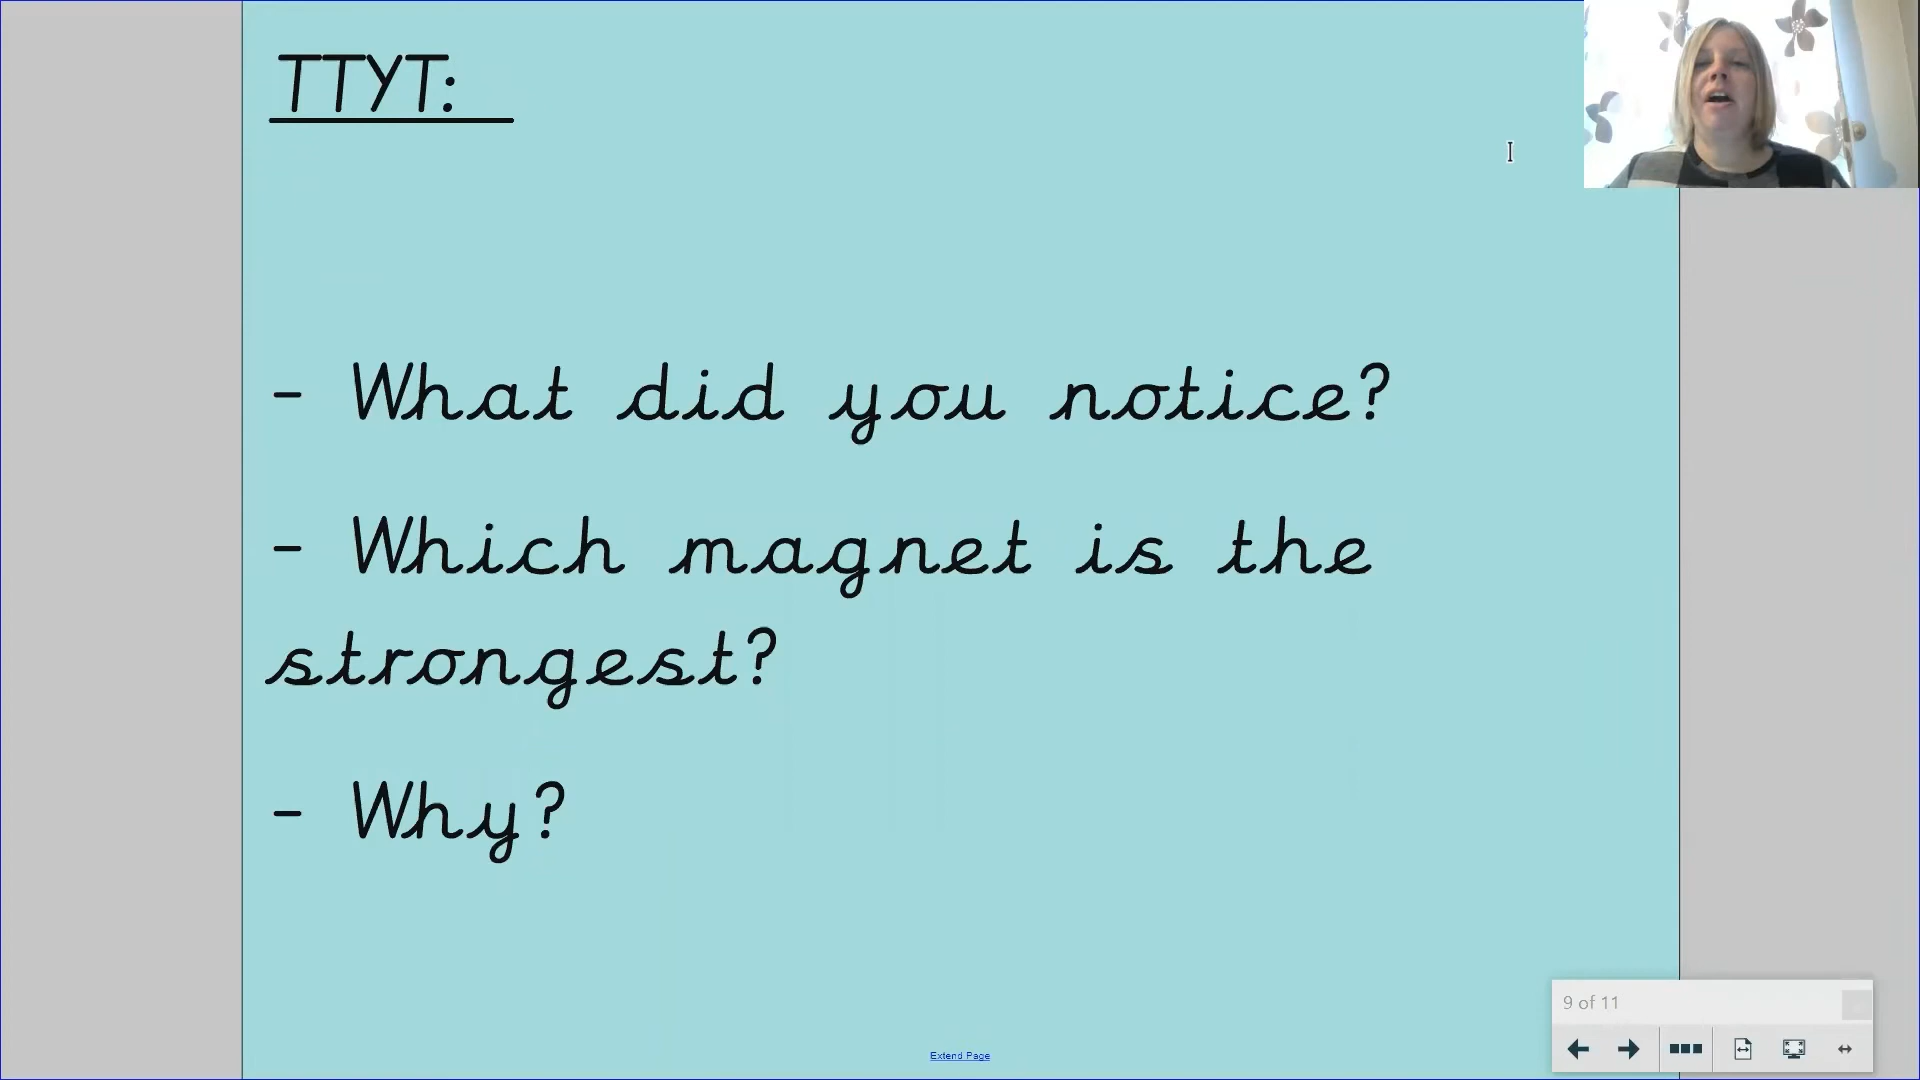 TTYT:
- What did you notice?
- Which magnet is the
strongest?
- Why?
9 of 11
Extend Page